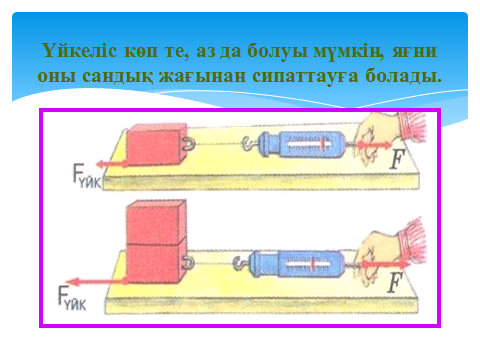 Үйкеліс көп те, аз да болуы мүмкін, яғни
оны сандық жағынан сипаттауға болады.
Fүйк
F
Fүйк
F